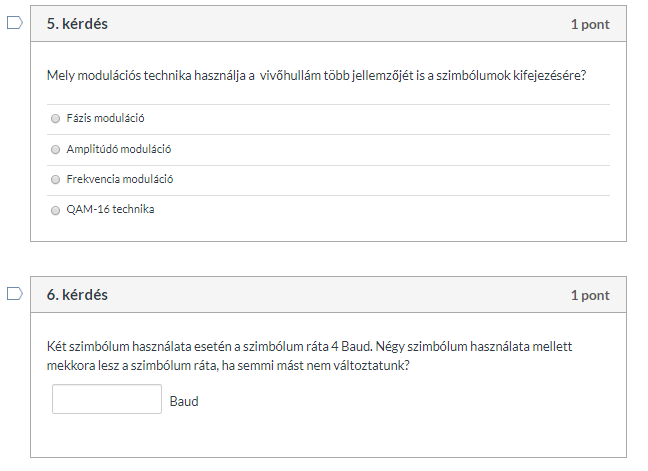 5. kérdés
1 pont
Mely modulációs technika használja a vivőhullám több jellemzőjét is a szimbólumok kifejezésére?
Fázis moduláció
Amplitúdó moduláció
Frekvencia moduláció
QAM-16 technika
6. kérdés
1 pont
Két szimbólum használata esetén a szimbólum ráta 4 Baud. Négy szimbólum használata mellett
mekkora lesz a szimbólum ráta, ha semmi mást nem változtatunk?
Baud